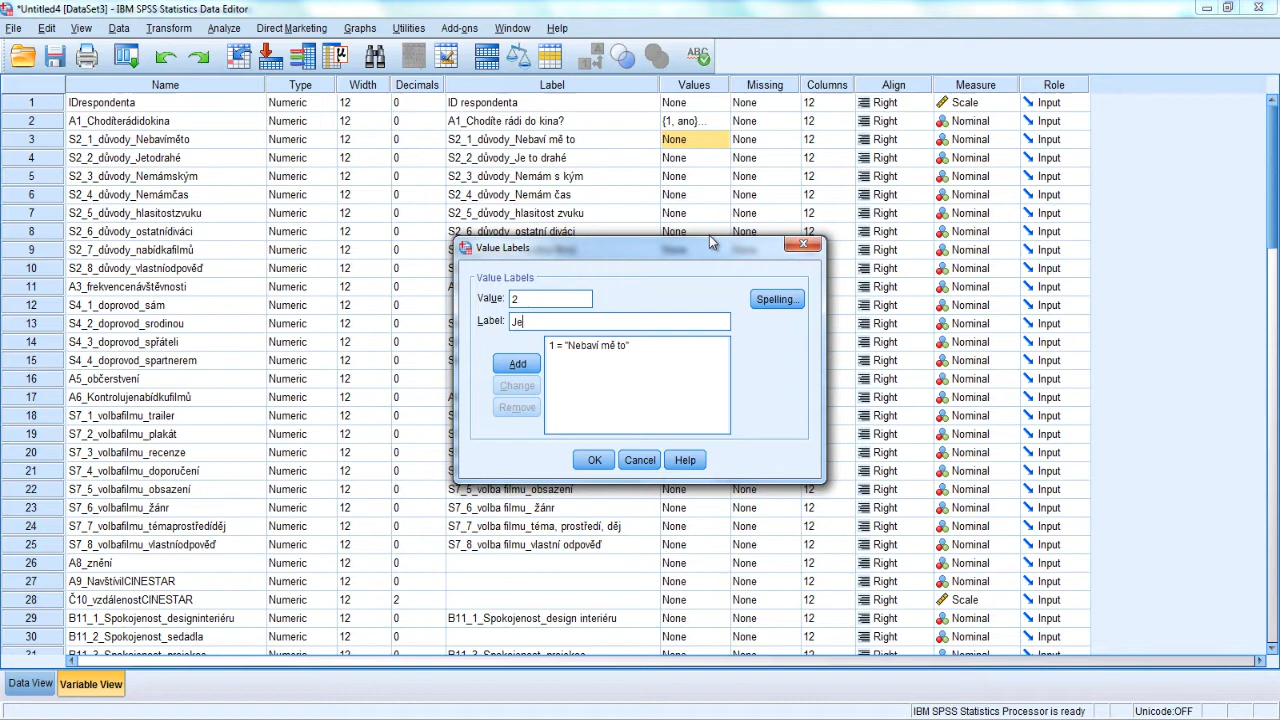 *Untitled4 [DataSet3] - IBM SPSS Statistics Data Editor
File Edit View Data Transform Analyze Direct Marketing Graphs Utilities Add-ons Window Help
Name Type Width Decimals Label Values Missing Columns Align Measure Role
1 IDrespondenta Numeric 12 0 ID respondenta None None 12 Right Scale Input
2 A1_Chodíterádidokina Numeric 12 0 A1_Chodíte rádi do kina? {1, ano}... None 12 Right Nominal Input
3 S2_1_důvody_Nebavíměto Numeric 12 0 S2_1_důvody_Nebaví mě to None None 12 Right Nominal Input
4 S2_2_důvody_Jetodrahé Numeric 12 0 S2_2_důvody_Je to drahé None None 12 Right Nominal Input
5 S2_3_důvody_Nemámským Numeric 12 0 S2_3_důvody_Nemám s kým None None 12 Right Nominal Input
6 S2_4_důvody_Nemámčas Numeric 12 0 S2_4_důvody_Nemám čas None None 12 Right Nominal Input
7 S2_5_důvody_hlasitostzvuku Numeric 12 0 S2_5_důvody_hlasitost zvuku None None 12 Right Nominal Input
8 S2_6_důvody_ostatnídiváci Numeric 12 0 S2_6_důvody_ostatní diváci None None 12 Right Nominal Input
9 S2_7_důvody_nabídkafilmů Numeric 12 0 None None 12 Right Nominal Input
10 S2_8_důvody_vlastníodpověď Numeric 12 0 Right Nominal Input
11 A3_frekvencenávštěvnosti Numeric 12 0 Right Nominal Input
12 S4_1_doprovod_sám Numeric 12 0 Right Nominal Input
13 S4_2_doprovod_srodinou Numeric 12 0 Right Nominal Input
14 S4_3_doprovod_spřáteli Numeric 12 0 Right Nominal Input
15 S4_4_doprovod_spartnerem Numeric 12 0 Right Nominal Input
16 A5_občerstvení Numeric 12 0 Right Nominal Input
17 A6_Kontrolujenabídkufilmů Numeric 12 0 Right Nominal Input
18 S7_1_volbafilmu_trailer Numeric 12 0 Right Nominal Input
19 S7_2_volbafilmu_plakát Numeric 12 0 Right Nominal Input
20 S7_3_volbafilmu_recenze Numeric 12 0 Right Nominal Input
21 S7_4_volbafilmu_doporučení Numeric 12 0 Right Nominal Input
22 S7_5_volbafilmu_obsazení Numeric 12 0 S7_5_volba filmu_obsazení None None 12 Right Nominal Input
23 S7_6_volbafilmu_žánr Numeric 12 0 S7_6_volba filmu_ žánr None None 12 Right Nominal Input
24 S7_7_volbafilmu_témaprostředíděj Numeric 12 0 S7_7_volba filmu_téma, prostředí, děj None None 12 Right Nominal Input
25 S7_8_volbafilmu_vlastníodpověď Numeric 12 0 S7_8_volba filmu_vlastní odpověď None None 12 Right Nominal Input
26 A8_znění Numeric 12 0 None None 12 Right Nominal Input
27 A9_NavštívilCINESTAR Numeric 12 0 None None 12 Right Nominal Input
28 Č10_vzdálenostCINESTAR Numeric 12 2 None None 12 Right Scale Input
29 B11_1_Spokojenost_designinteriéru Numeric 12 0 B11_1_Spokojenost_design interiéru None None 12 Right Nominal Input
30 B11_2_Spokojenost_sedadla Numeric 12 0 B11_2_Spokojenost_sedadla None None 12 Right Nominal Input
Value Labels
Value Labels
Value: 2
Spelling...
Label: Je
1 = "Nebaví mě to"
Add
Change
Remove
OK Cancel Help
Data View Variable View
IBM SPSS Statistics Processor is ready Unicode:OFF